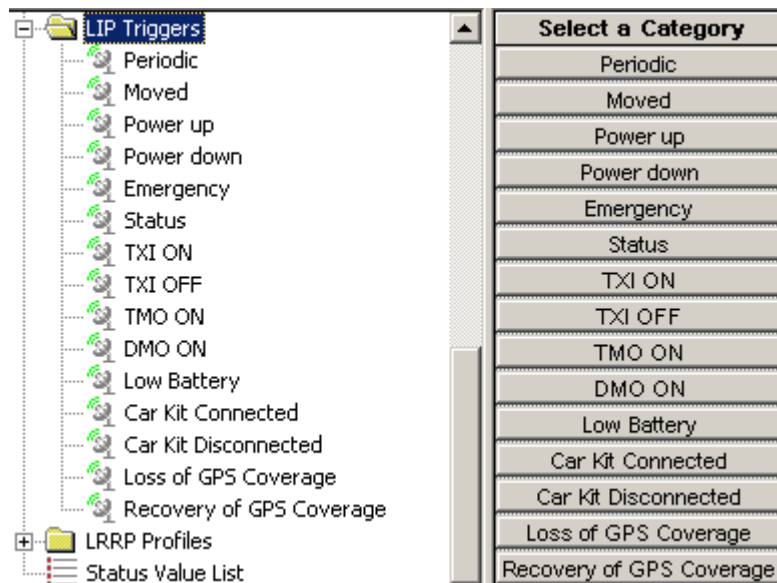 LIP Triggers
Periodic
Moved
Power up
Power down
Emergency
Status
TXI ON
TXI OFF
TMO ON
DMO ON
Low Battery
Car Kit Connected
Car Kit Disconnected
Loss of GPS Coverage
Recovery of GPS Coverage
LRRP Profiles
Status Value List
Select a Category
Periodic
Moved
Power up
Power down
Emergency
Status
TXI ON
TXI OFF
TMO ON
DMO ON
Low Battery
Car Kit Connected
Car Kit Disconnected
Loss of GPS Coverage
Recovery of GPS Coverage